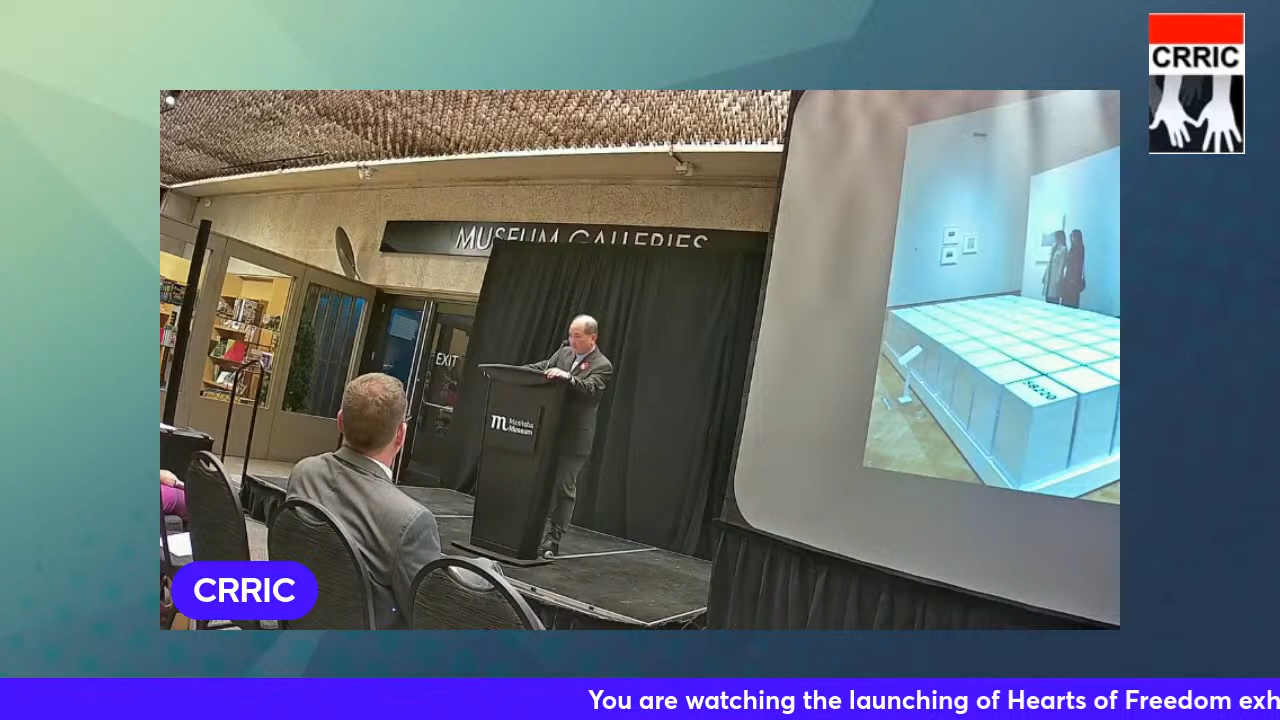 CRRIC
MUSEUM GALLERIES
EXIT
Manitoba
Museum
CRRIC
You are watching the launching of Hearts of Freedom exh